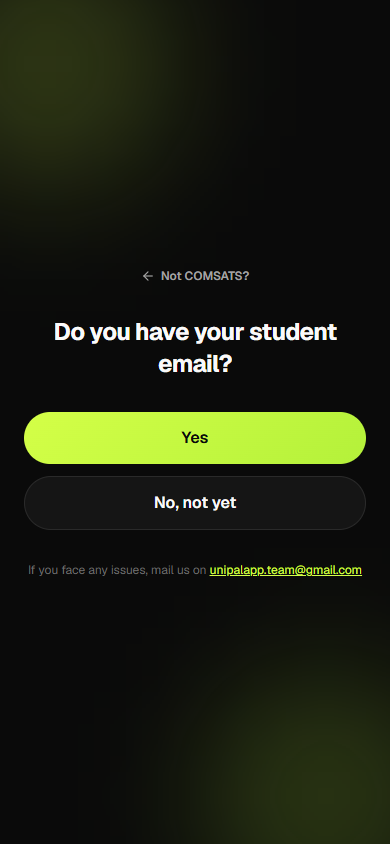 Not COMSATS?
Do you have your student
email?
Yes
No, not yet
If you face any issues, mail us on unipalapp.team@gmail.com